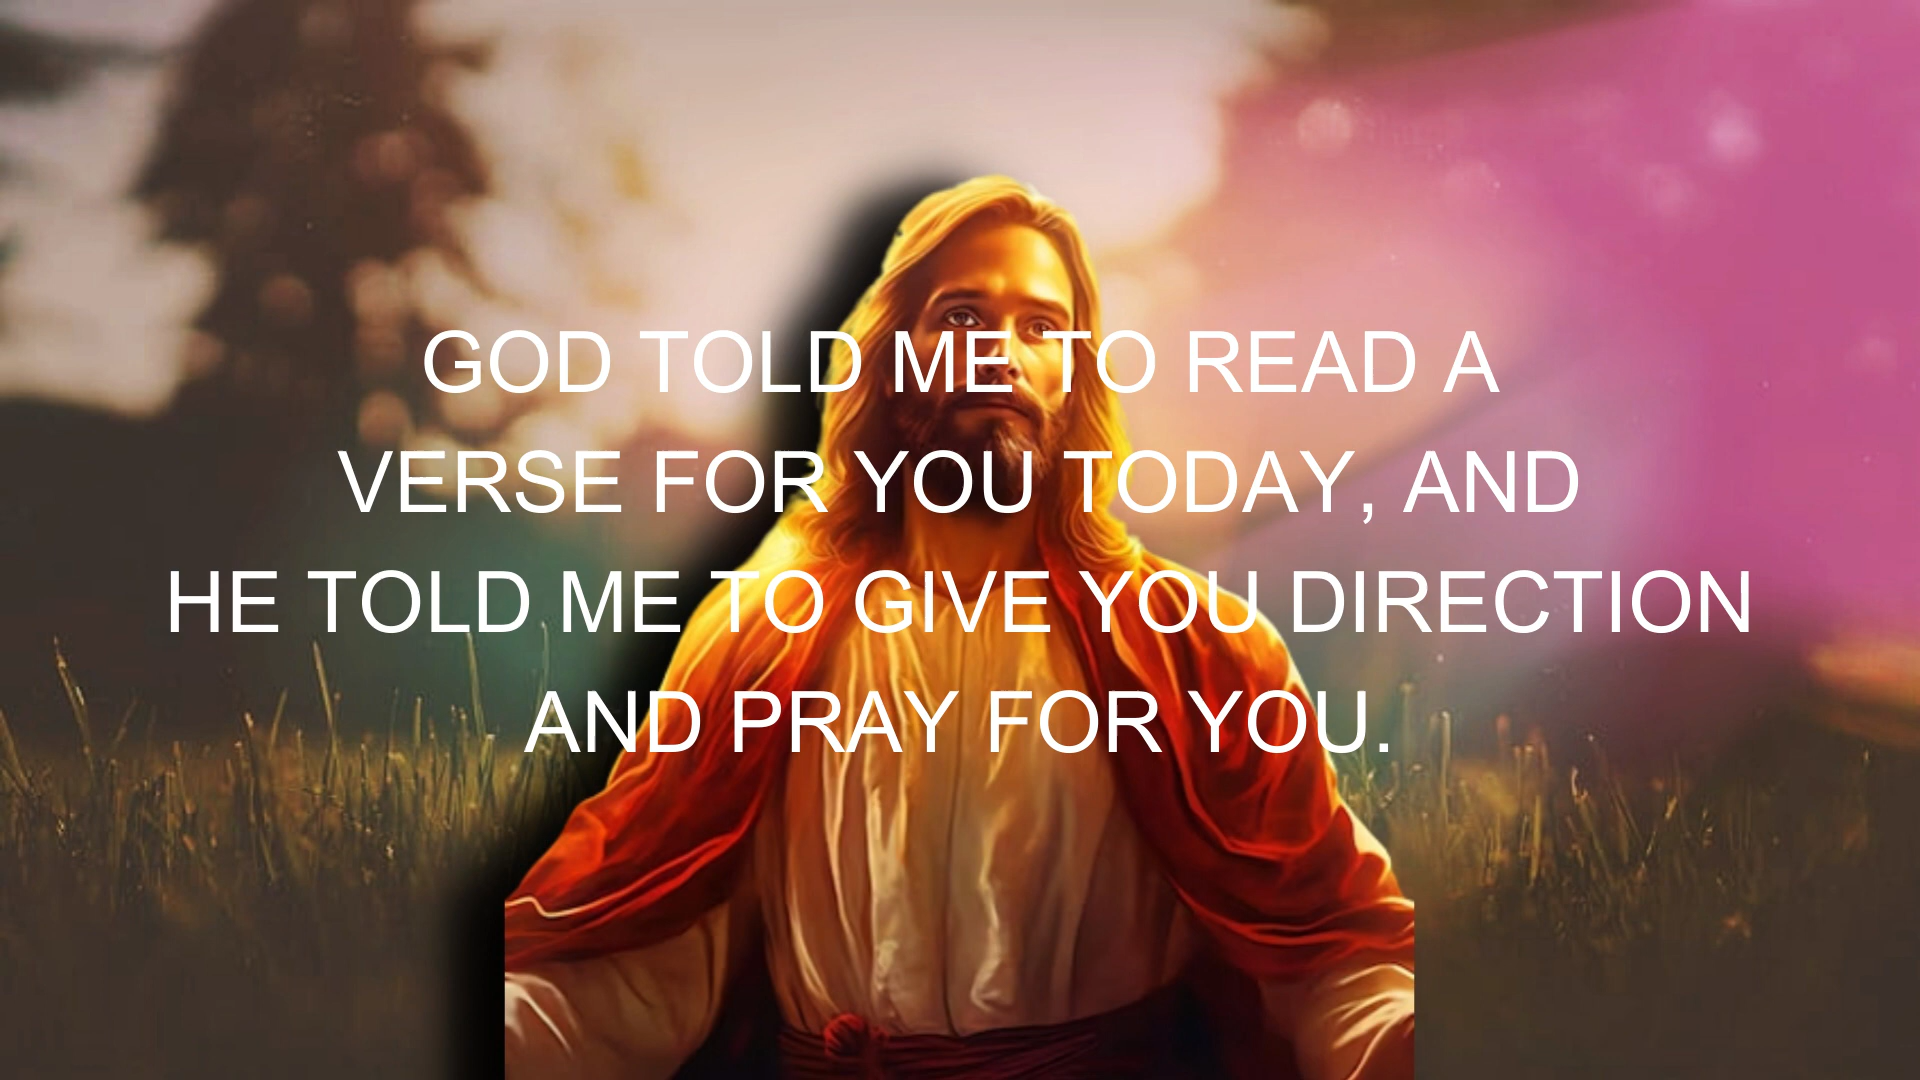 GOD TOLD ME TO READ A
VERSE FOR YOU TODAY, AND
HE TOLD ME TO GIVE YOU DIRECTION
AND PRAY FOR YOU.